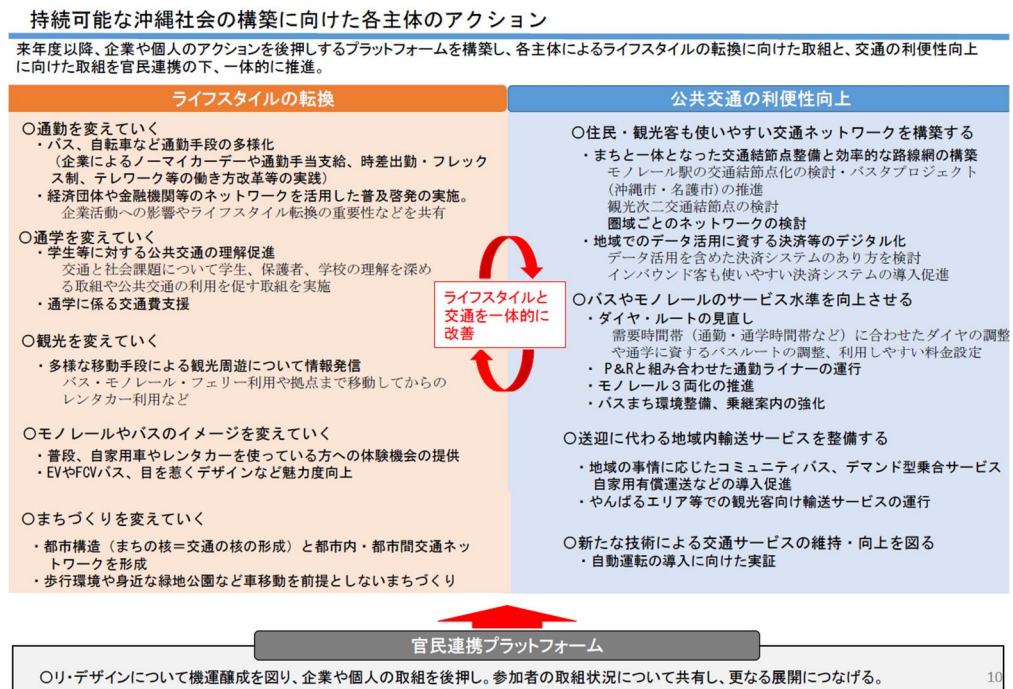 持続可能な沖縄社会の構築に向けた各主体のアクション
来年度以降、企業や個人のアクションを後押しするプラットフォームを構築し、各主体によるライフスタイルの転換に向けた取組と、交通の利便性向上
に向けた取組を官民連携の下、一体的に推進。
ライフスタイルの転換
○通勤を変えていく
・バス、自転車など通勤手段の多様化
（企業によるノーマイカーデーや通勤手当支給、時差出勤・フレック
ス制、テレワーク等の働き方改革等の実践）
・経済団体や金融機関等のネットワークを活用した普及啓発の実施。
企業活動への影響やライフスタイル転換の重要性などを共有
○通学を変えていく
・学生等に対する公共交通の理解促進
交通と社会課題について学生、保護者、学校の理解を深め
る取組や公共交通の利用を促す取組を実施
・通学に係る交通費支援
○観光を変えていく
・多様な移動手段による観光周遊について情報発信
バス・モノレール・フェリー利用や拠点まで移動してからの
レンタカー利用など
○モノレールやバスのイメージを変えていく
・普段、自家用車やレンタカーを使っている方への体験機会の提供
・EVやFCVバス、目を惹くデザインなど魅力度向上
○まちづくりを変えていく
・都市構造（まちの核＝交通の核の形成）と都市内・都市間交通ネッ
トワークを形成
・歩行環境や身近な緑地公園など車移動を前提としないまちづくり
ライフスタイルと
交通を一体的に
改善
公共交通の利便性向上
○住民・観光客も使いやすい交通ネットワークを構築する
・まちと一体となった交通結節点整備と効率的な路線網の構築
モノレール駅の交通結節点化の検討・バスタプロジェクト
(沖縄市・名護市)の推進
観光次二交通結節点の検討
圏域ごとのネットワークの検討
・地域でのデータ活用に資する決済等のデジタル化
データ活用を含めた決済システムのあり方を検討
インバウンド客も使いやすい決済システムの導入促進
○バスやモノレールのサービス水準を向上させる
・ダイヤ・ルートの見直し
需要時間帯（通勤・通学時間帯など）に合わせたダイヤの調整
や通学に資するバスルートの調整、利用しやすい料金設定
・ P&Rと組み合わせた通勤ライナーの運行
・モノレール３両化の推進
・バスまち環境整備、乗継案内の強化
○送迎に代わる地域内輸送サービスを整備する
・地域の事情に応じたコミュニティバス、デマンド型乗合サービス
自家用有償運送などの導入促進
・やんばるエリア等での観光客向け輸送サービスの運行
○新たな技術による交通サービスの維持・向上を図る
・自動運転の導入に向けた実証
官民連携プラットフォーム
○リ・デザインについて機運醸成を図り、企業や個人の取組を後押し。参加者の取組状況について共有し、更なる展開につなげる。
10